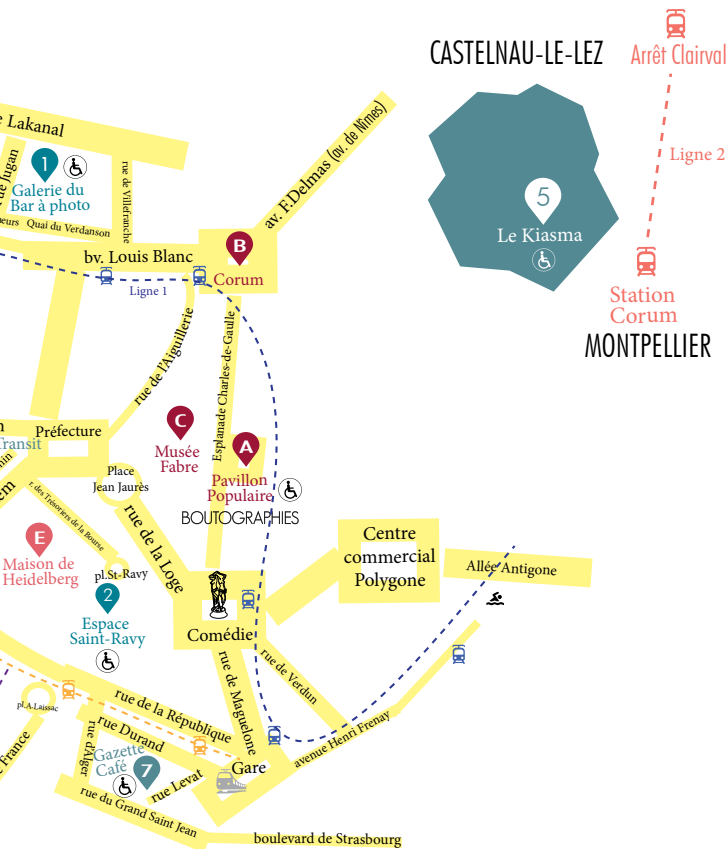 CASTELNAU-LE-LEZ
Arrêt Clairval
Ligne 2
5
Le Kiasma
Station
Corum
MONTPELLIER
Lakanal
de Jugan
1
Galerie du
Bar à photo
rue de Villefranche
Quai du Verdanson
av. F.Delmas (av. de Nîmes)
bv. Louis Blanc
B
Corum
Ligne 1
rue de l'Aiguillerie
Esplanade Charles-de-Gaulle
C
Musée
Fabre
A
Pavillon
Populaire
BOUTOGRAPHIES
Préfecture
Transit
Place
Jean Jaurès
r. des Trésoriers de la Bourse
rue de la Loge
E
Maison de
Heidelberg
pl.St-Ravy
2
Espace
Saint-Ravy
Centre
commercial
Polygone
Allée Antigone
Comédie
rue de Maguelone
rue de Verdun
avenue Henri Frenay
pl.A.Laissac
rue de la République
rue Durand
rue d'Alger
France
Gazette
Café
7
rue Levat
Gare
rue du Grand Saint Jean
boulevard de Strasbourg